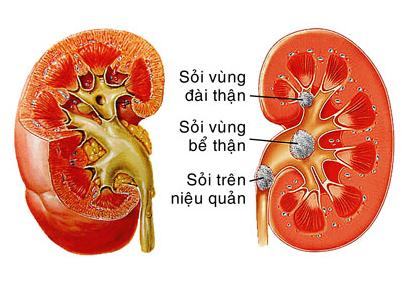 Sỏi vùng
đài thận
Sỏi vùng
bể thận
Sỏi trên
niệu quản